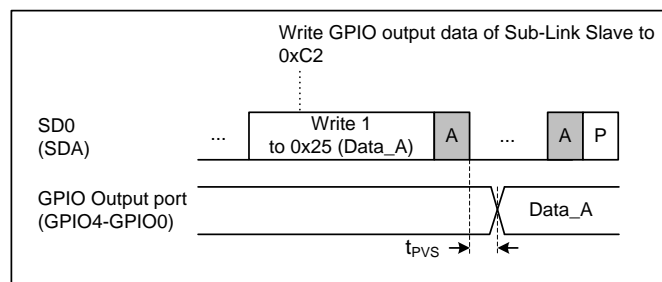 Write GPIO output data of Sub-Link Slave to
0xC2
SD0
(SDA)
...
Write 1
to 0x25 (Data_A)
A
...
A
P
GPIO Output port
(GPIO4-GPIO0)
Data_A
tPVS